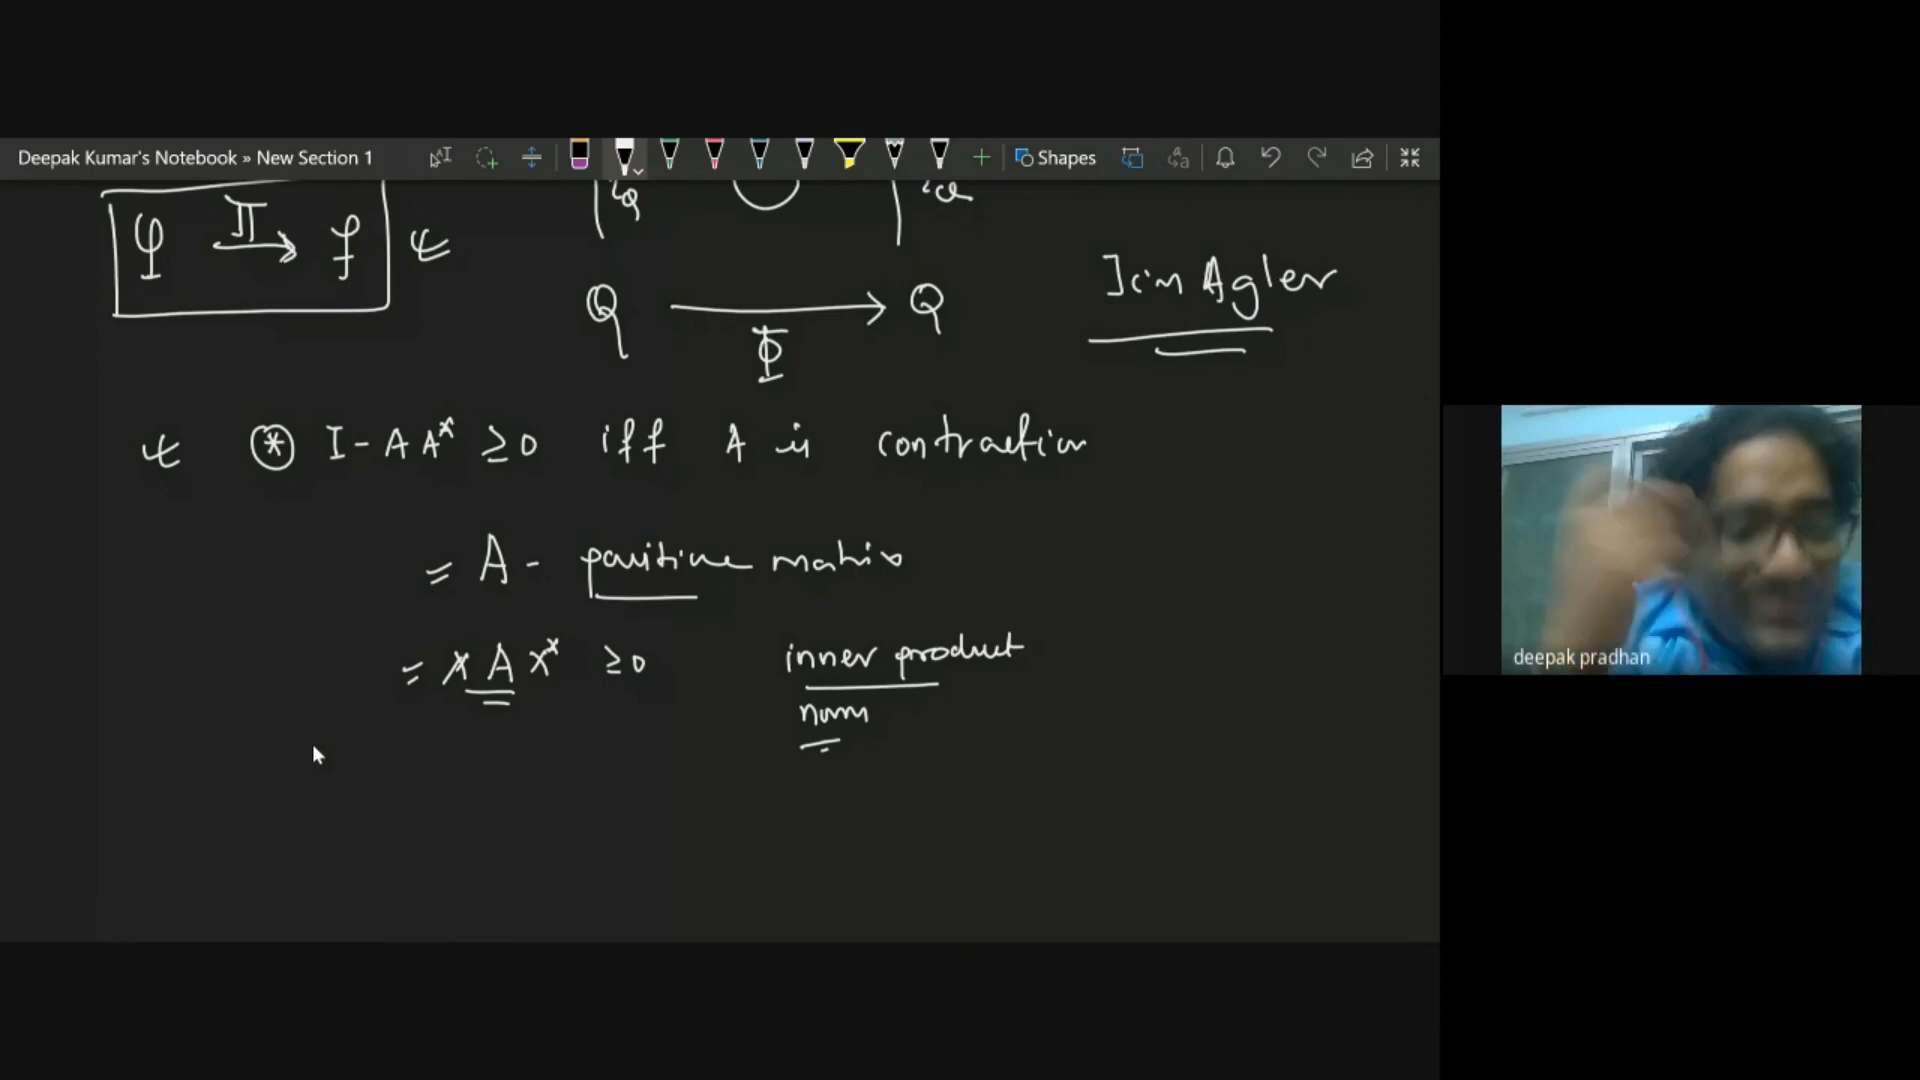 Deepak Kumar's Notebook » New Section 1
Shapes
φ Π→ f
Q → Q
Φ
Jim Agler
⊛ I - A A* ≥ 0 iff A is contraction
= A - positive matrix
= x A x* ≥ 0
inner product
norm
deepak pradhan